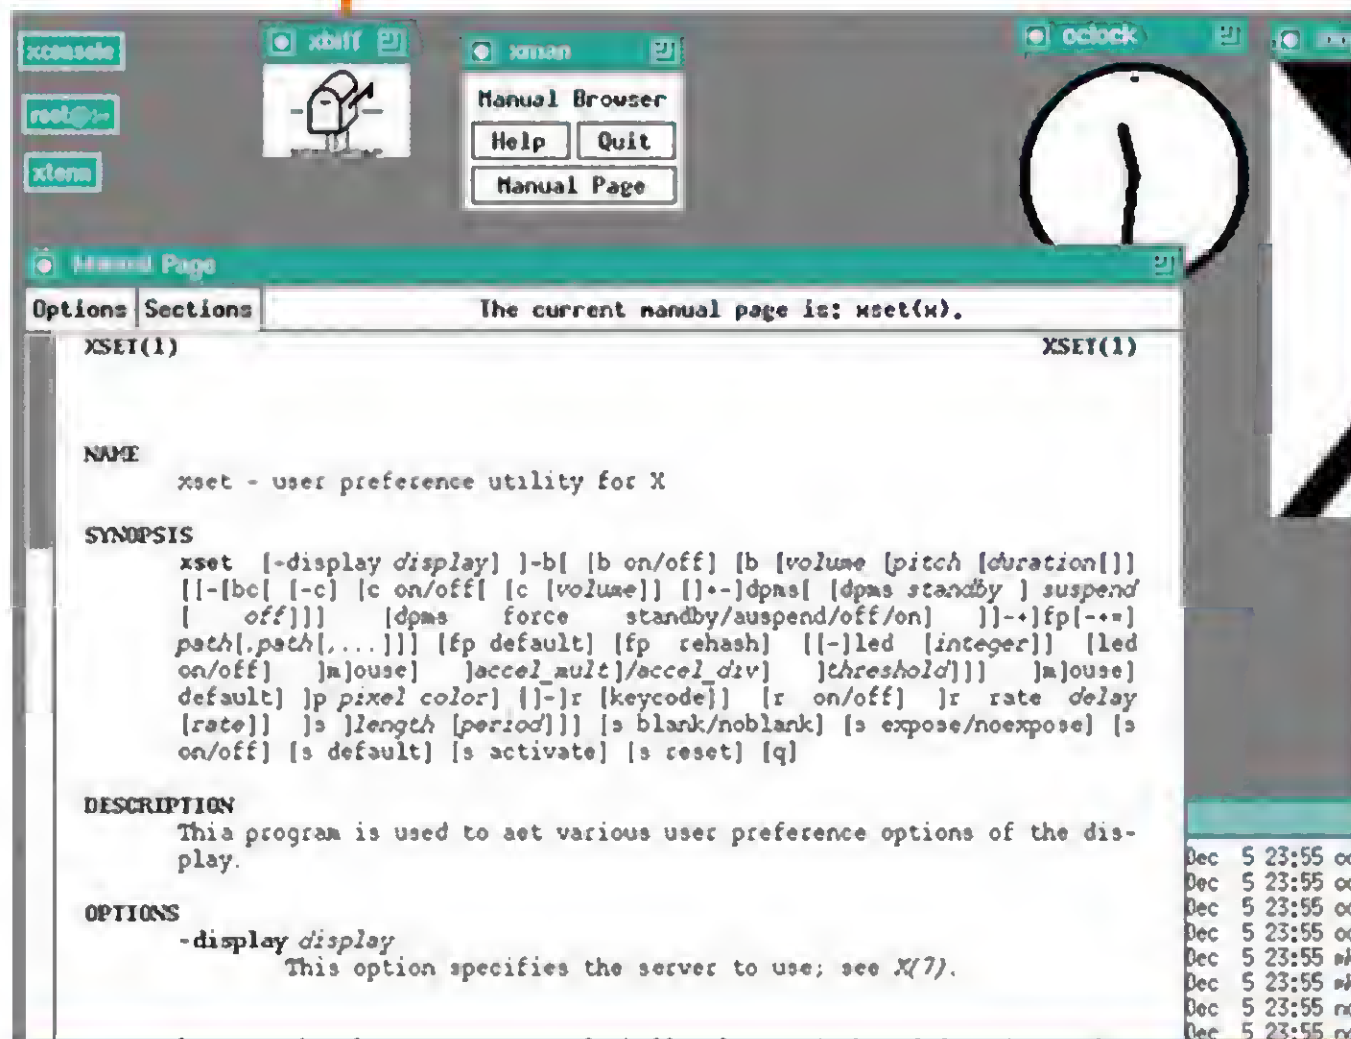 xconsole
xbiff
xman
oclock
root@
xterm
Manual Browser
Help Quit
Manual Page
Manual Page
Options Sections The current manual page is: xset(x).
XSET(1) XSET(1)
NAME
xset - user preference utility for X
SYNOPSIS
xset [-display display] ]-b[ [b on/off] [b [volume [pitch [duration[]]
[[-[bc[ [-c] [c on/off[ [c [volume]] []+-]dpms[ [dpms standby ] suspend
[ off]]] [dpms force standby/auspend/off/on] ]]-+]fp[-+=]
path[,path[,...]]] [fp default] [fp rehash] [[-]led [integer]] [led
on/off] ]m]ouse] ]accel_mult]/accel_div] ]threshold]]] ]m]ouse]
default] ]p pixel color] []-]r [keycode]] [r on/off] ]r rate delay
[rate]] ]s ]length [period]]] [s blank/noblank] [s expose/noexpose] [s
on/off] [s default] [s activate] [s reset] [q]
DESCRIPTION
Thia program is used to aet various user preference options of the dis-
play.
OPTIONS
-display display
This option specifies the server to use; see X(7).
Dec 5 23:55
Dec 5 23:55
Dec 5 23:55
Dec 5 23:55
Dec 5 23:55
Dec 5 23:55
Dec 5 23:55
Dec 5 23:55